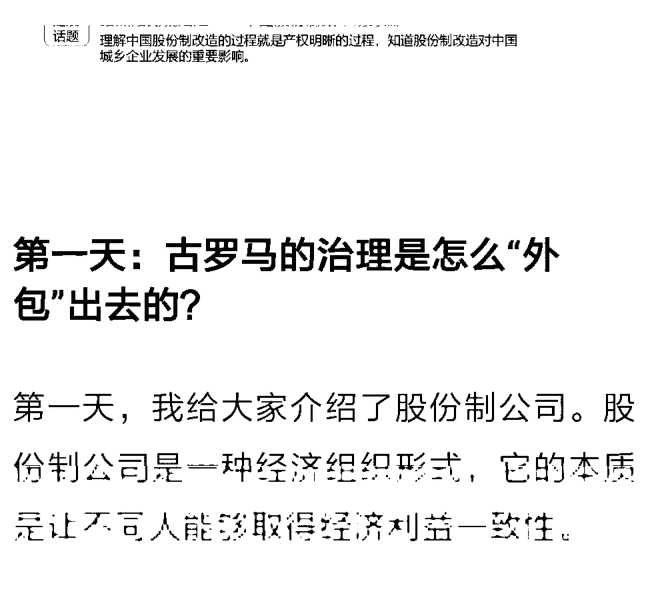 话题
理解中国股份制改造的过程就是产权明晰的过程，知道股份制改造对中国
城乡企业发展的重要影响。
第一天：古罗马的治理是怎么“外
包”出去的？
第一天，我给大家介绍了股份制公司。股
份制公司是一种经济组织形式，它的本质
是让不同人能够取得经济利益一致性。